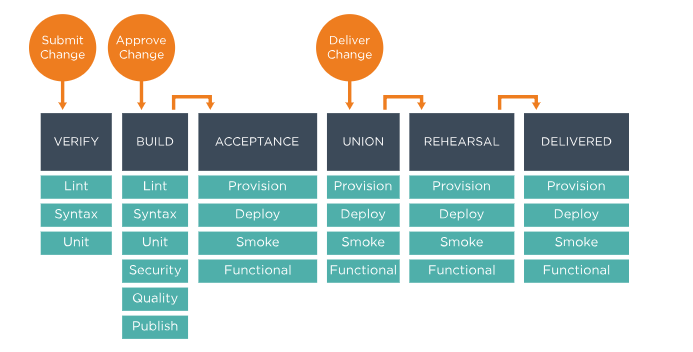 Submit
Change
Approve
Change
Deliver
Change
VERIFY
BUILD
ACCEPTANCE
UNION
REHEARSAL
DELIVERED
Lint
Lint
Provision
Provision
Provision
Provision
Syntax
Syntax
Deploy
Deploy
Deploy
Deploy
Unit
Unit
Smoke
Smoke
Smoke
Smoke
Security
Functional
Functional
Functional
Functional
Quality
Publish